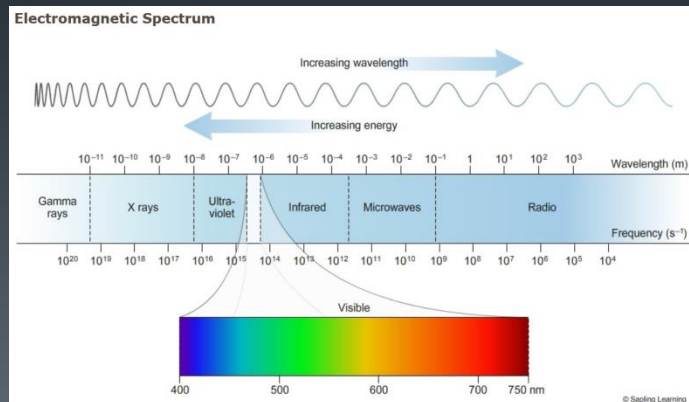 Electromagnetic Spectrum
Increasing wavelength
Increasing energy
10⁻¹¹ 10⁻¹⁰ 10⁻⁹ 10⁻⁸ 10⁻⁷ 10⁻⁶ 10⁻⁵ 10⁻⁴ 10⁻³ 10⁻² 10⁻¹ 1 10¹ 10² 10³ Wavelength (m)
Gamma rays X rays Ultra-violet Infrared Microwaves Radio
Frequency (s⁻¹)
10²⁰ 10¹⁹ 10¹⁸ 10¹⁷ 10¹⁶ 10¹⁵ 10¹⁴ 10¹³ 10¹² 10¹¹ 10¹⁰ 10⁹ 10⁸ 10⁷ 10⁶ 10⁵ 10⁴
Visible
400 500 600 700 750 nm
© Sapling Learning